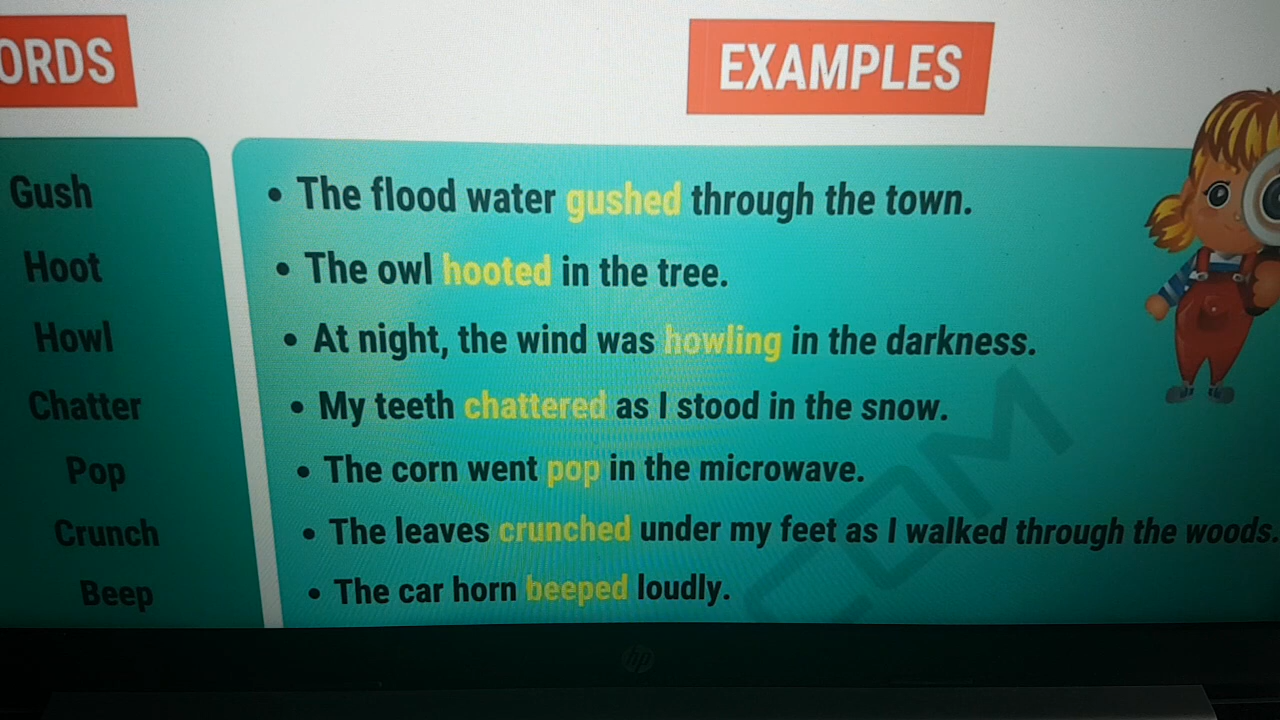 ORDS
EXAMPLES
Gush
• The flood water gushed through the town.
Hoot
• The owl hooted in the tree.
Howl
• At night, the wind was howling in the darkness.
Chatter
• My teeth chattered as I stood in the snow.
Pop
• The corn went pop in the microwave.
Crunch
• The leaves crunched under my feet as I walked through the woods.
Beep
• The car horn beeped loudly.
.COM
hp